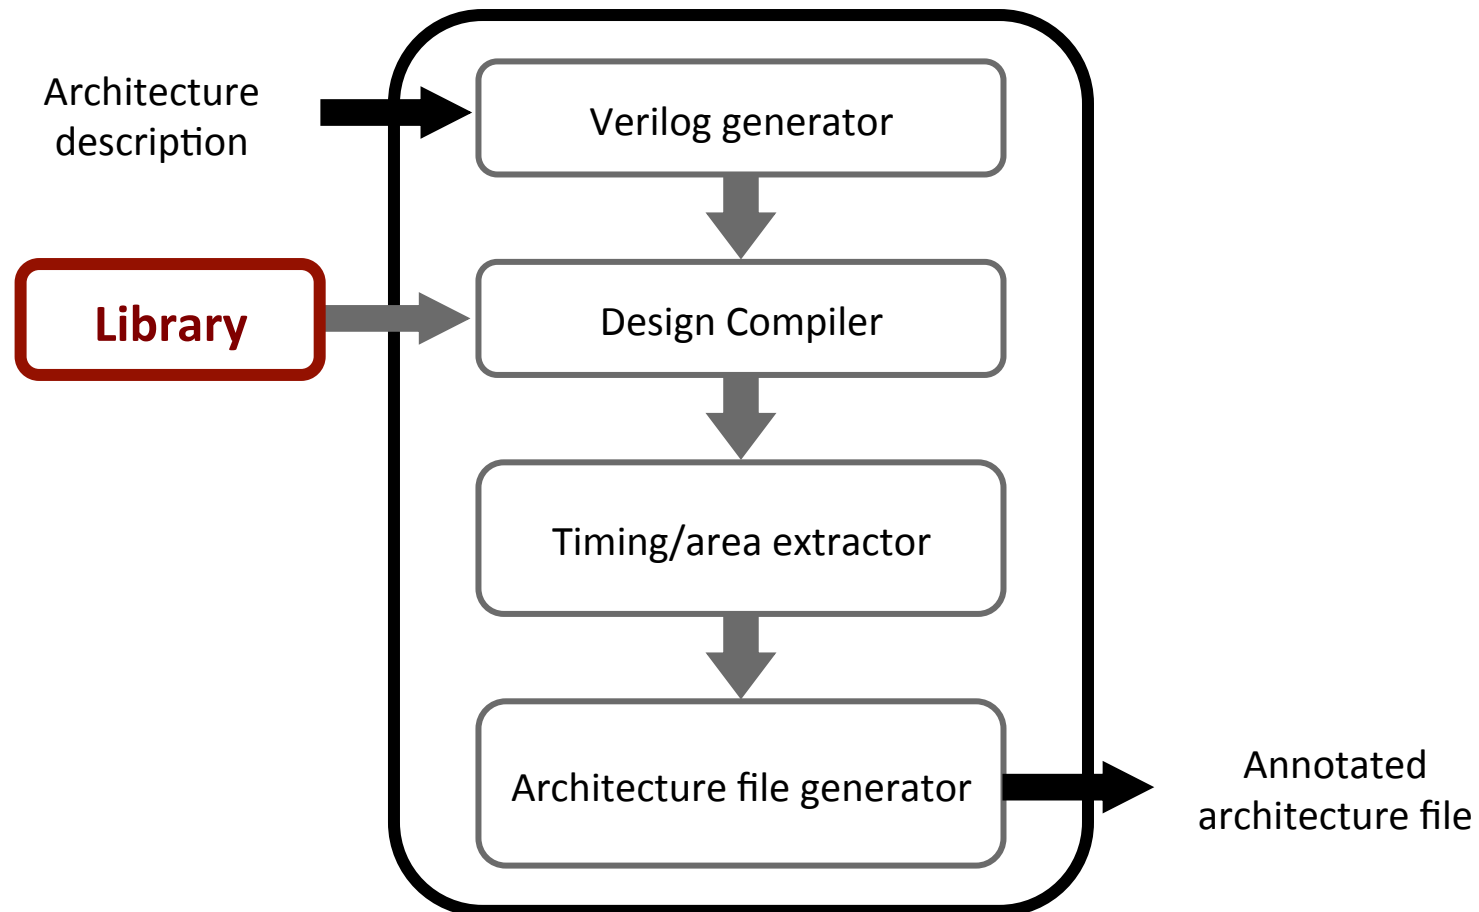 Architecture
description
Verilog generator
Library
Design Compiler
Timing/area extractor
Architecture file generator
Annotated
architecture file